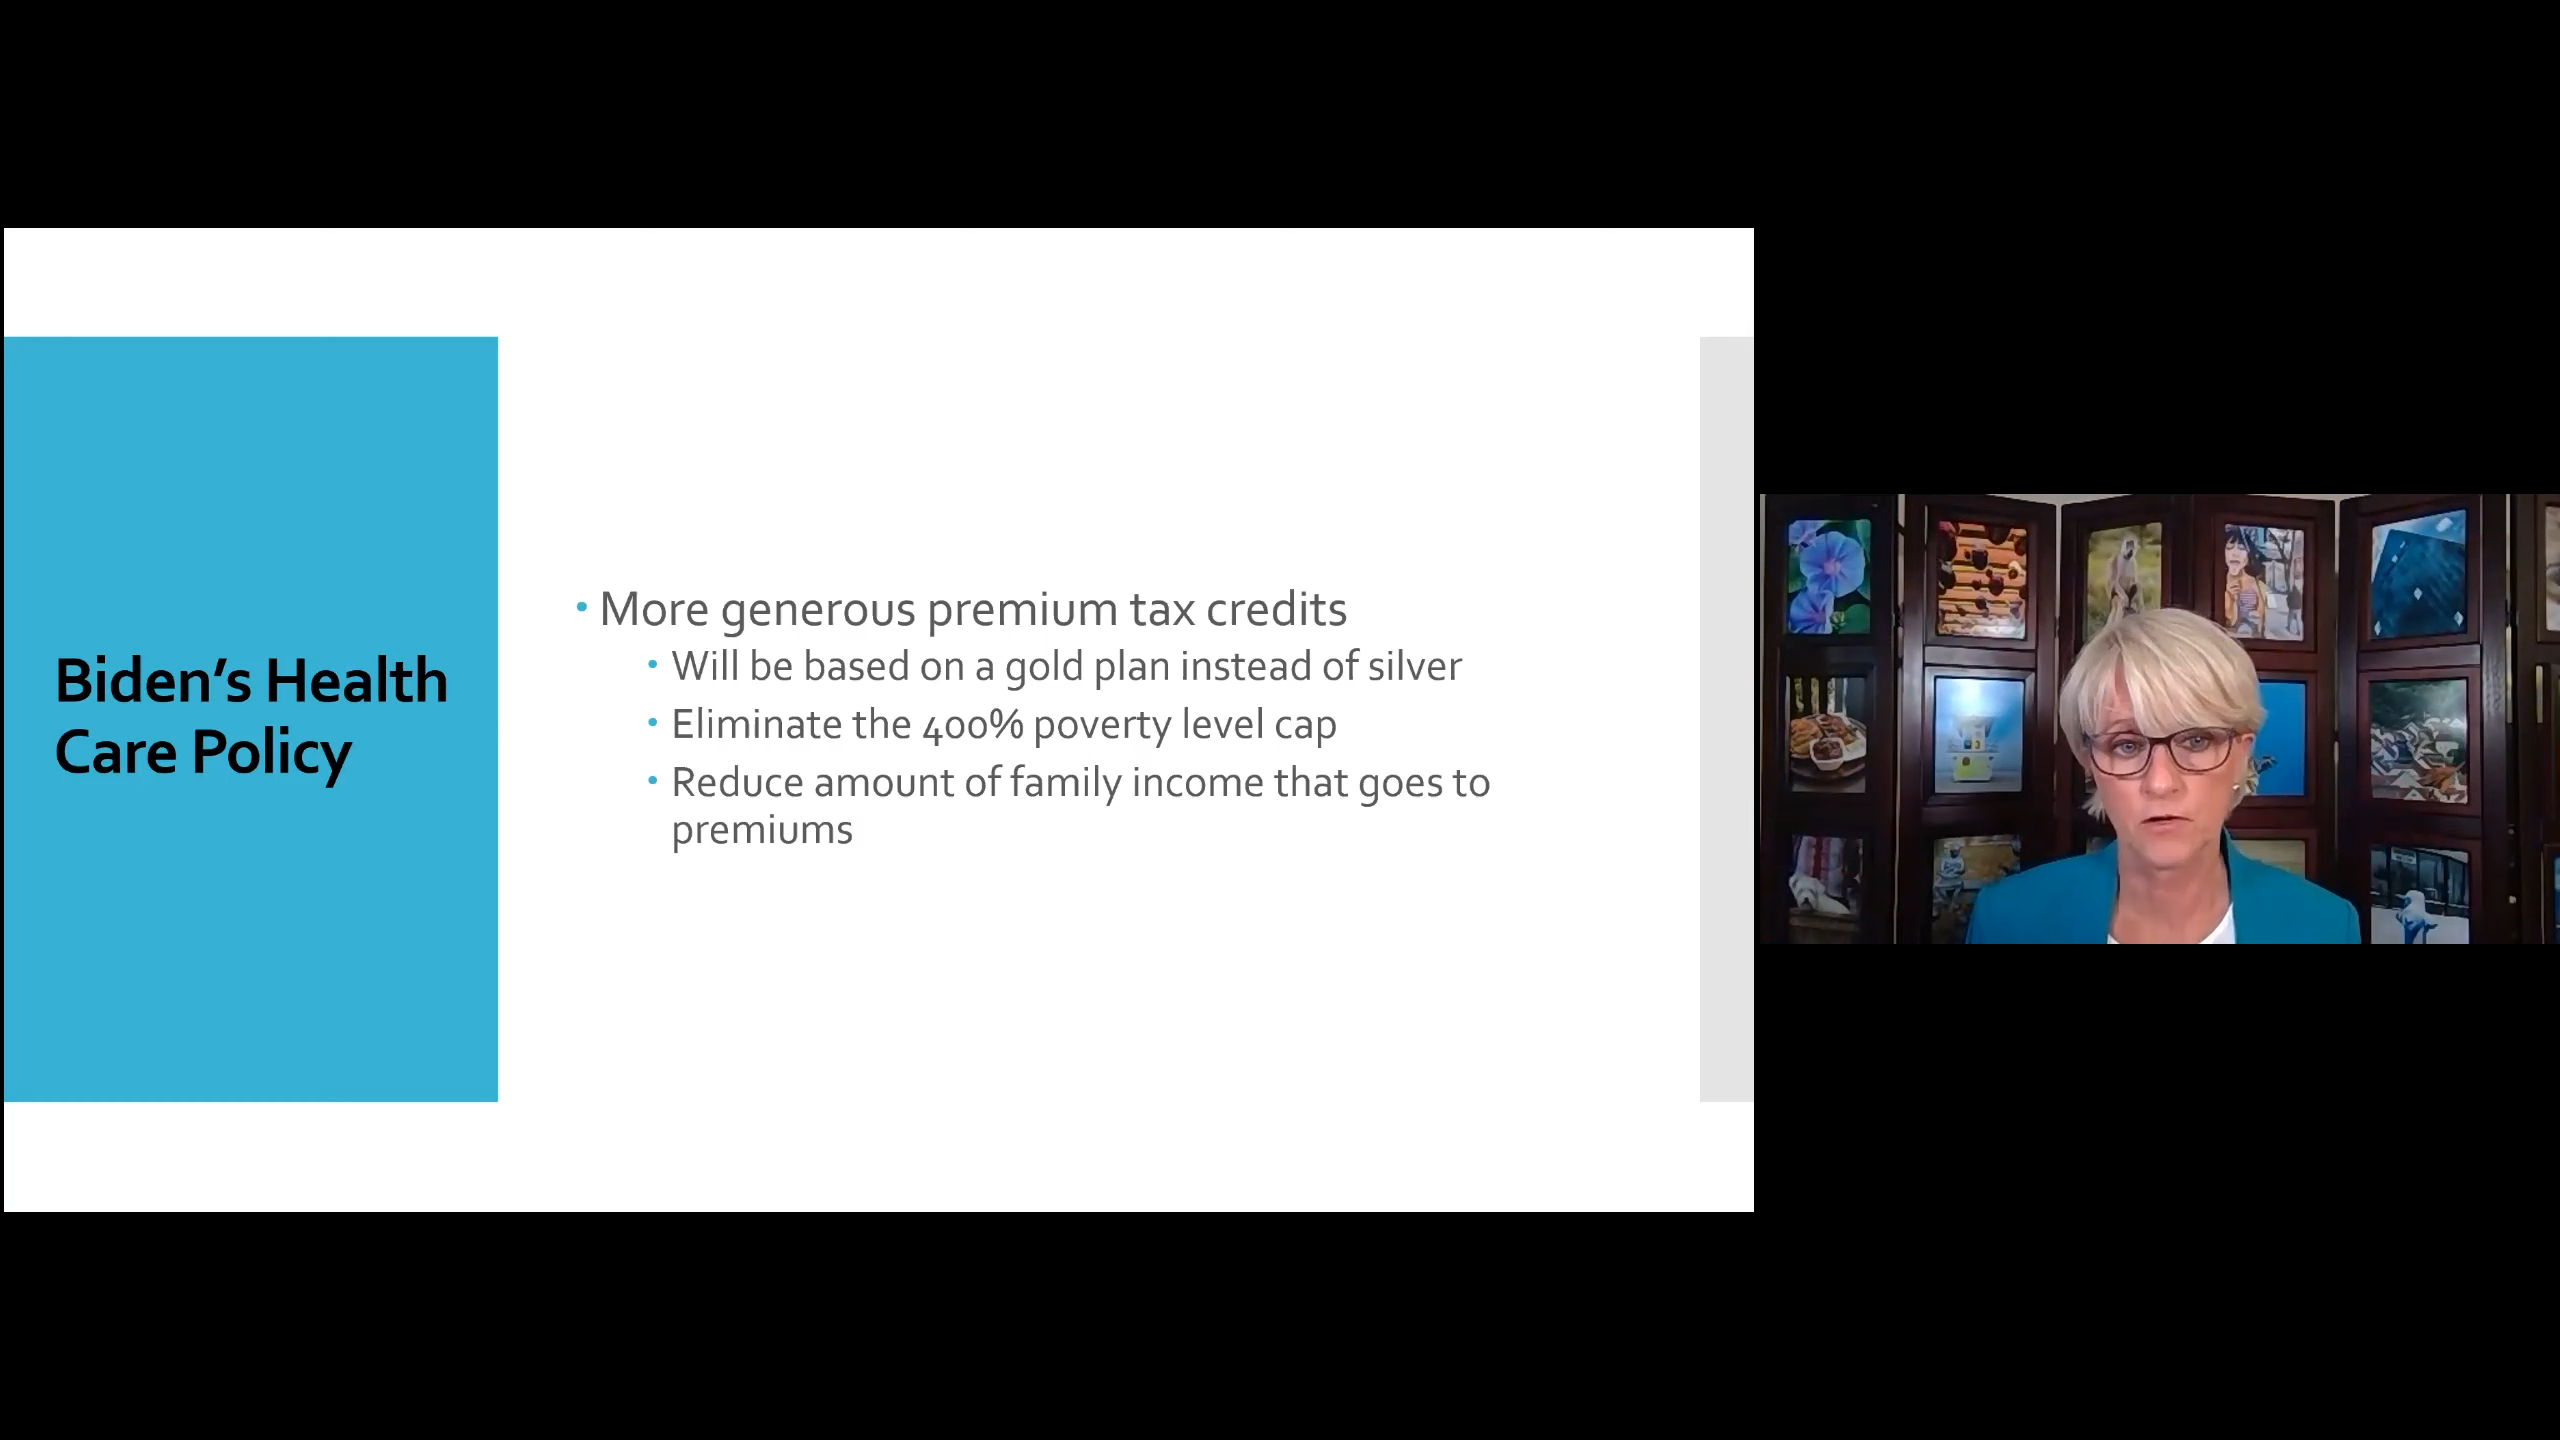 Biden's Health
Care Policy
• More generous premium tax credits
• Will be based on a gold plan instead of silver
• Eliminate the 400% poverty level cap
• Reduce amount of family income that goes to
premiums